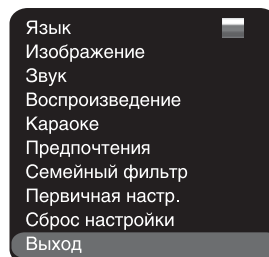 Язык
Изображение
Звук
Воспроизведение
Караоке
Предпочтения
Семейный фильтр
Первичная настр.
Сброс настройки
Выход